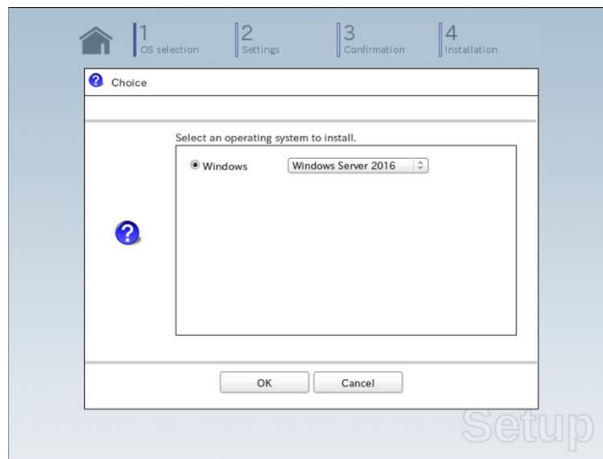 1
OS selection
2
Settings
3
Confirmation
4
Installation
Choice
Select an operating system to install.
Windows
Windows Server 2016
OK
Cancel
Setup